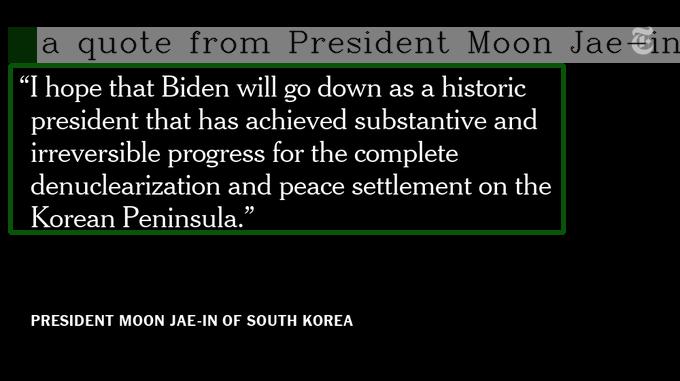 a quote from President Moon Jae-in
“I hope that Biden will go down as a historic
president that has achieved substantive and
irreversible progress for the complete
denuclearization and peace settlement on the
Korean Peninsula.”
PRESIDENT MOON JAE-IN OF SOUTH KOREA